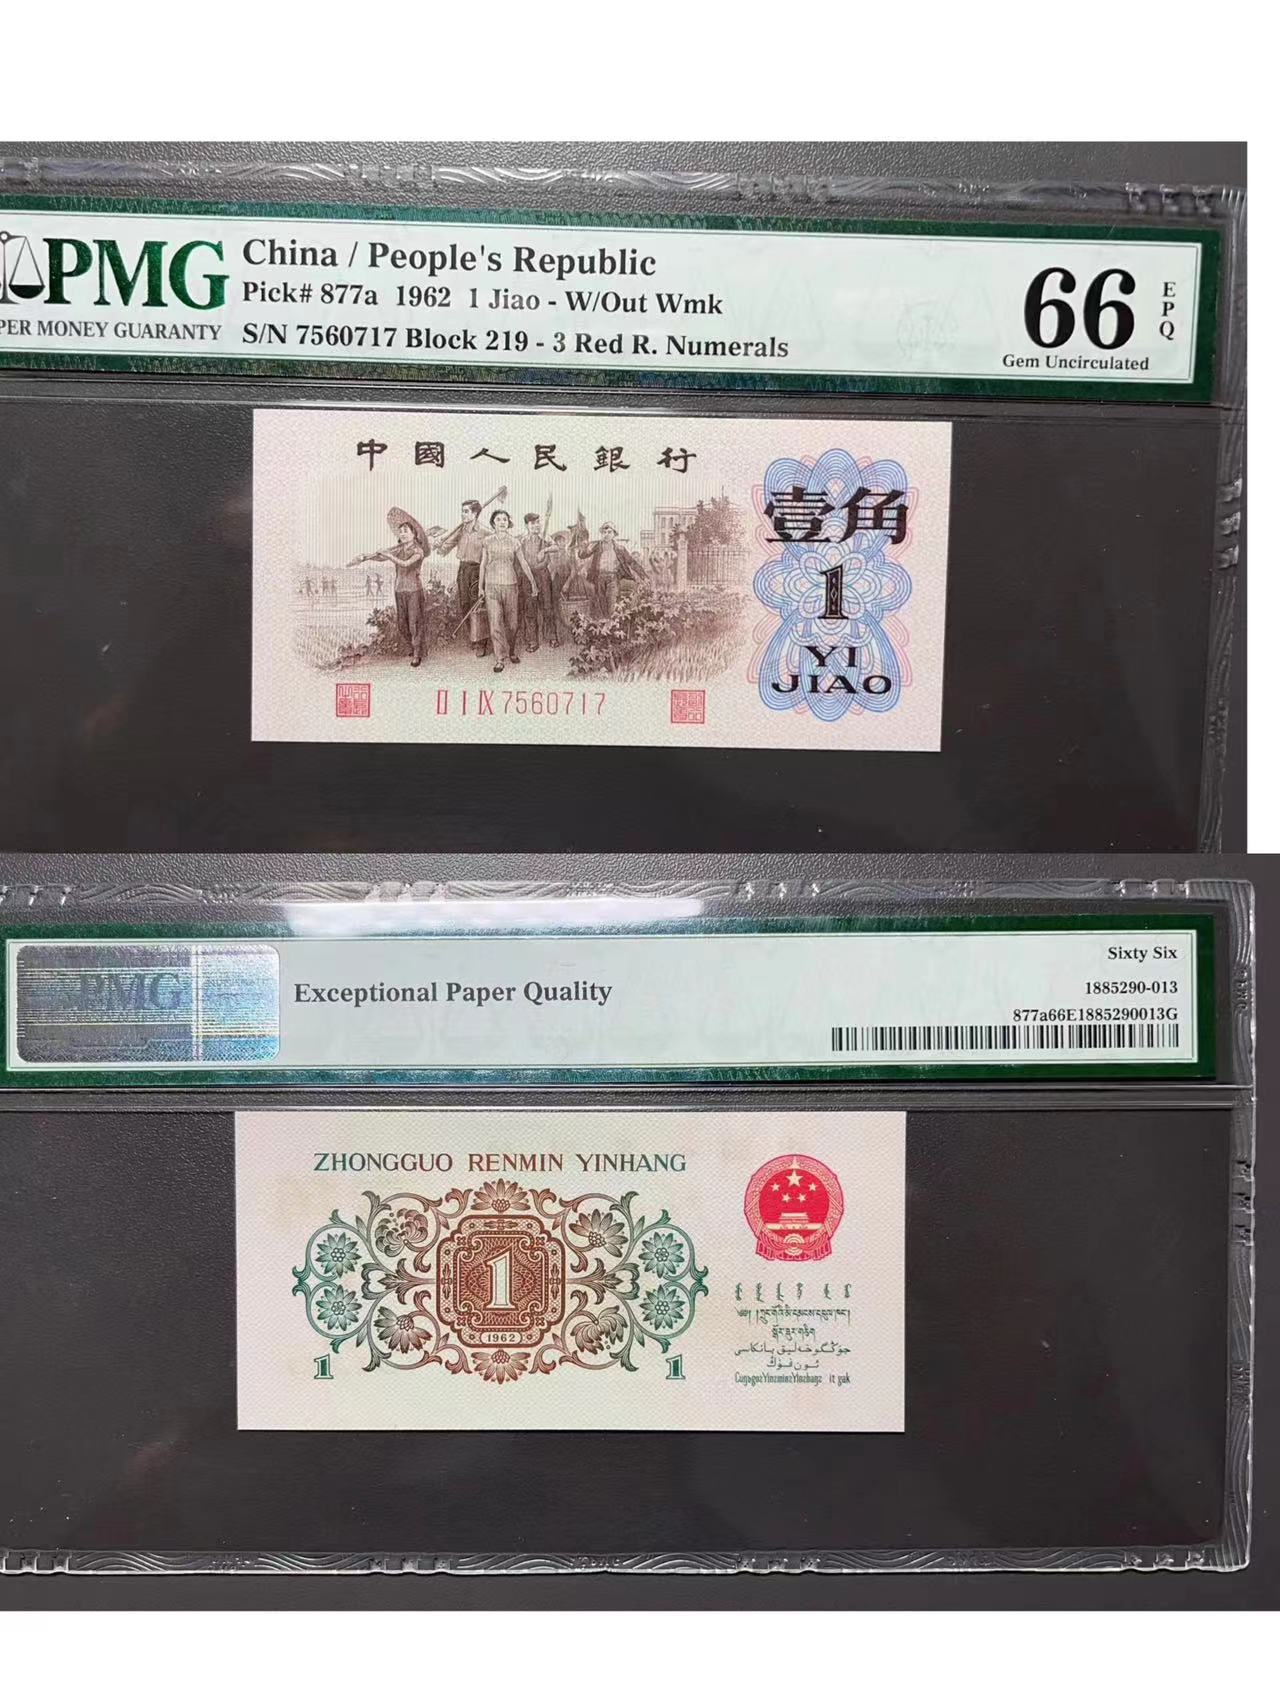 PMG
PER MONEY GUARANTY
China / People's Republic
Pick# 877a 1962 1 Jiao - W/Out Wmk
S/N 7560717 Block 219 - 3 Red R. Numerals
66
EPQ
Gem Uncirculated
中國人民銀行
壹角
1
YI
JIAO
II I IX 7560717
PMG
Exceptional Paper Quality
Sixty Six
1885290-013
877a66E1885290013G
ZHONGGUO RENMIN YINHANG
1
1962
1
1